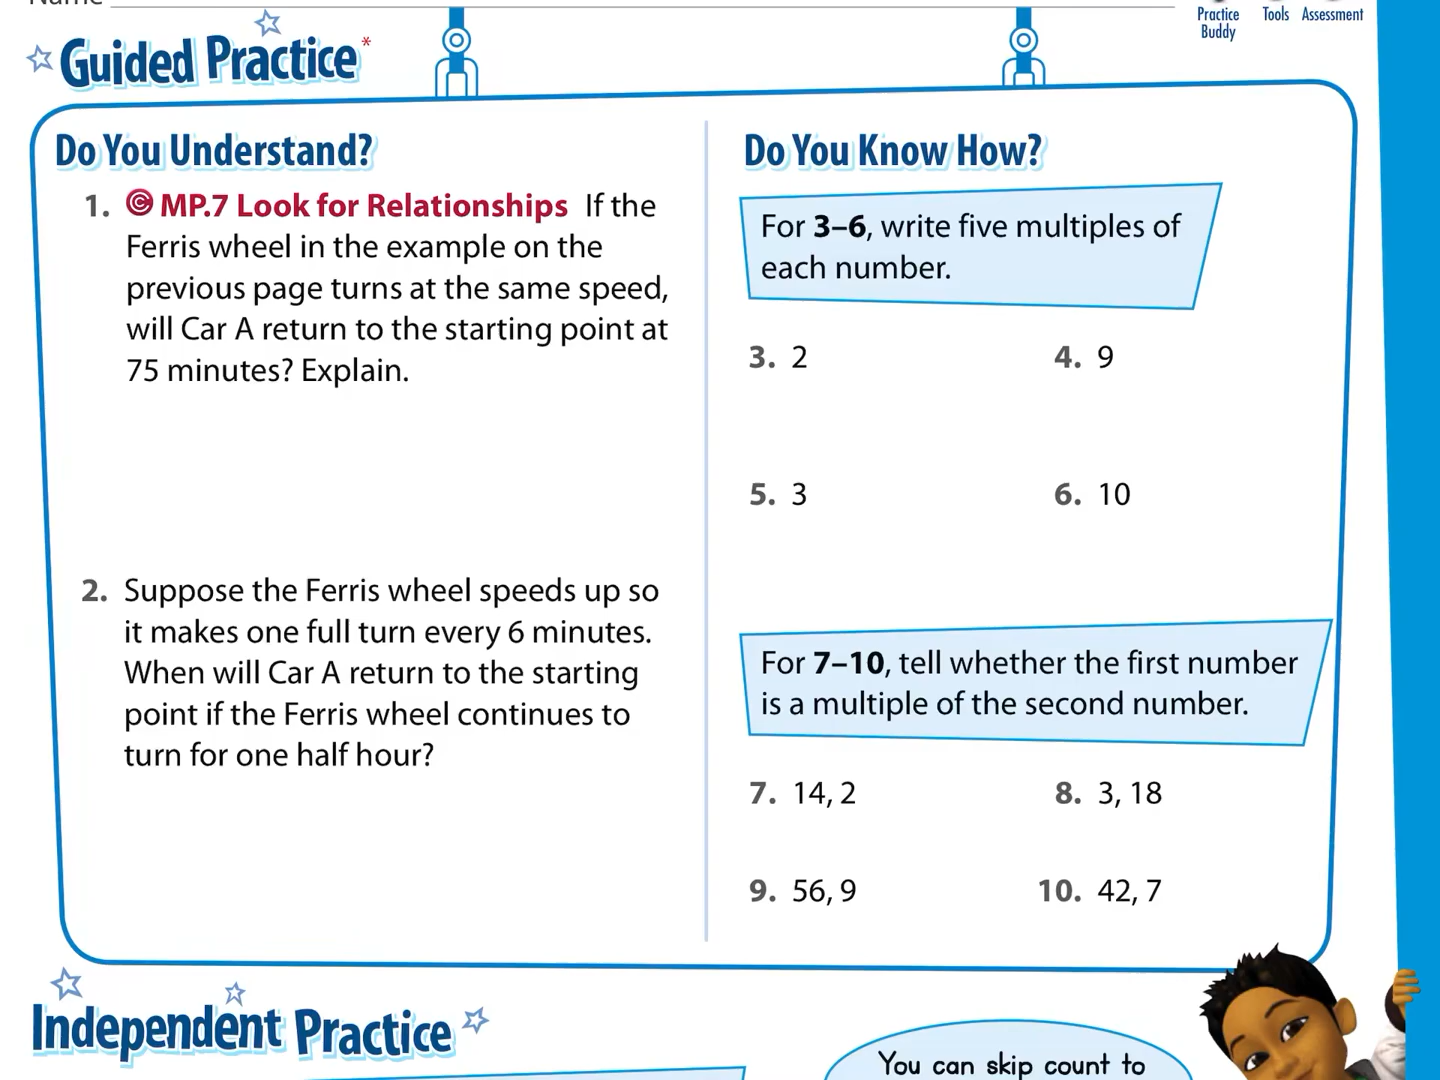 Name
Practice Buddy
Tools
Assessment
Guided Practice*
Do You Understand?
1. MP.7 Look for Relationships If the
Ferris wheel in the example on the
previous page turns at the same speed,
will Car A return to the starting point at
75 minutes? Explain.
2. Suppose the Ferris wheel speeds up so
it makes one full turn every 6 minutes.
When will Car A return to the starting
point if the Ferris wheel continues to
turn for one half hour?
Do You Know How?
For 3–6, write five multiples of
each number.
3. 2
4. 9
5. 3
6. 10
For 7–10, tell whether the first number
is a multiple of the second number.
7. 14, 2
8. 3, 18
9. 56, 9
10. 42, 7
Independent Practice
You can skip count to